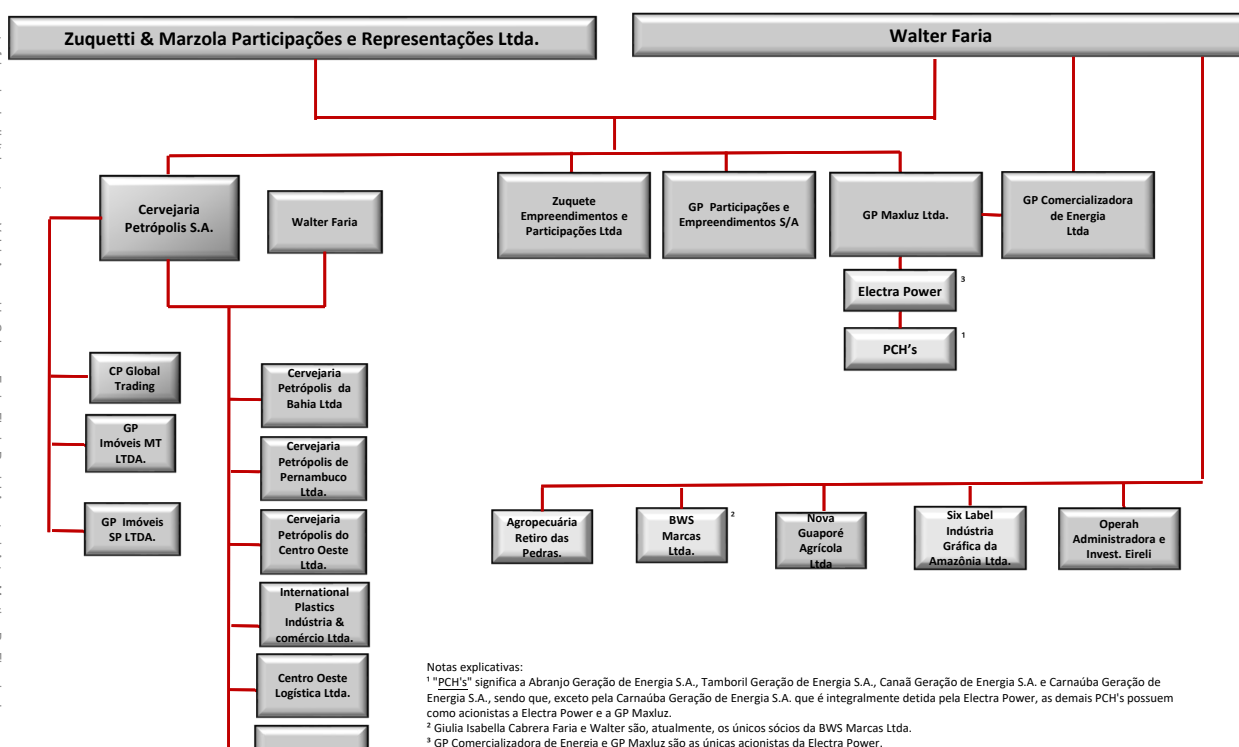 Zuquetti & Marzola Participações e Representações Ltda.
Walter Faria
Cervejaria
Petrópolis S.A.
Walter Faria
Zuquete
Empreendimentos e
Participações Ltda
GP Participações e
Empreendimentos S/A
GP Maxluz Ltda.
GP Comercializadora
de Energia
Ltda
Electra Power
3
PCH's
1
CP Global
Trading
GP
Imóveis MT
LTDA.
GP Imóveis
SP LTDA.
Cervejaria
Petrópolis da
Bahia Ltda
Cervejaria
Petrópolis de
Pernambuco
Ltda.
Cervejaria
Petrópolis do
Centro Oeste
Ltda.
International
Plastics
Indústria &
comércio Ltda.
Centro Oeste
Logística Ltda.
Agropecuária
Retiro das
Pedras.
BWS
Marcas
Ltda.
2
Nova
Guaporé
Agrícola
Ltda
Six Label
Indústria
Gráfica da
Amazônia Ltda.
Operah
Administradora e
Invest. Eireli
Notas explicativas:
¹ "PCH's" significa a Abranjo Geração de Energia S.A., Tamboril Geração de Energia S.A., Canaã Geração de Energia S.A. e Carnaúba Geração de
Energia S.A., sendo que, exceto pela Carnaúba Geração de Energia S.A. que é integralmente detida pela Electra Power, as demais PCH's possuem
como acionistas a Electra Power e a GP Maxluz.
² Giulia Isabella Cabrera Faria e Walter são, atualmente, os únicos sócios da BWS Marcas Ltda.
³ GP Comercializadora de Energia e GP Maxluz são as únicas acionistas da Electra Power.